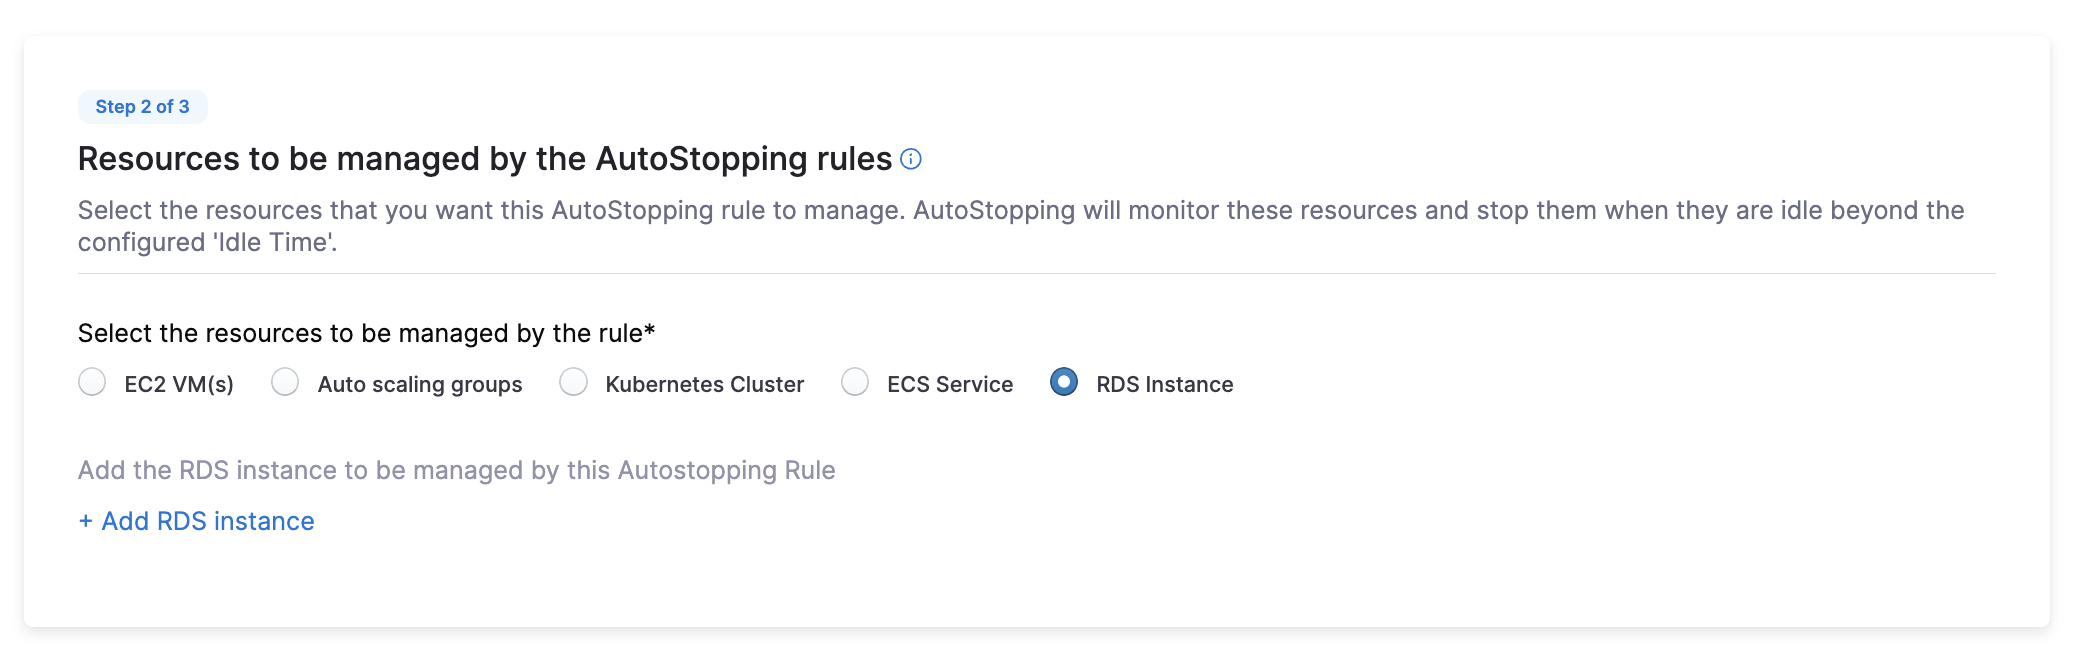 Step 2 of 3
Resources to be managed by the AutoStopping rules
Select the resources that you want this AutoStopping rule to manage. AutoStopping will monitor these resources and stop them when they are idle beyond the
configured 'Idle Time'.
Select the resources to be managed by the rule*
EC2 VM(s) Auto scaling groups Kubernetes Cluster ECS Service RDS Instance
Add the RDS instance to be managed by this Autostopping Rule
+ Add RDS instance